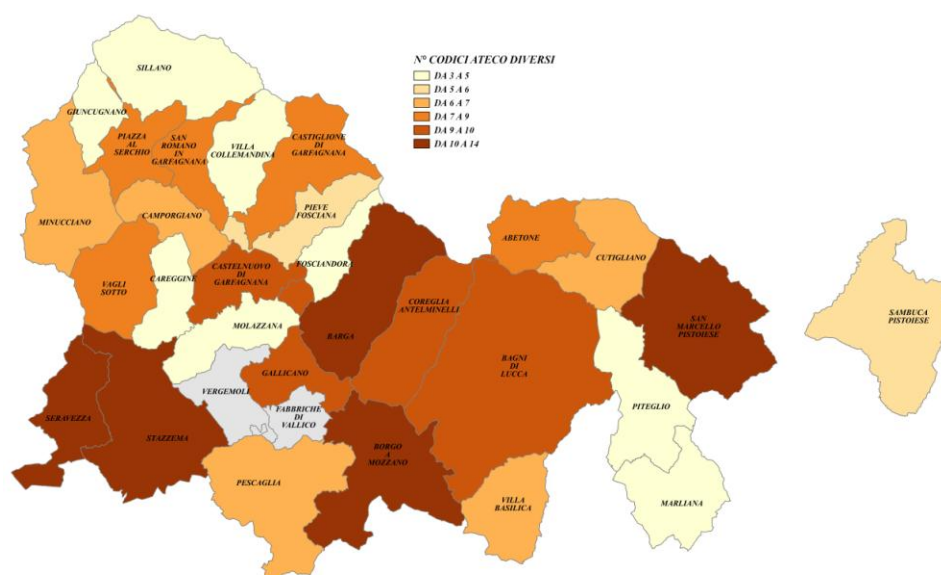 N° CODICI ATECO DIVERSI
DA 3 A 5
DA 5 A 6
DA 6 A 7
DA 7 A 9
DA 9 A 10
DA 10 A 14
SILLANO
GIUNCUGNANO
PIAZZA
AL
SERCHIO
SAN
ROMANO
IN
GARFAGNANA
VILLA
COLLEMANDINA
CASTIGLIONE
DI
GARFAGNANA
MINUCCIANO
CAMPORGIANO
PIEVE
FOSCIANA
VAGLI
SOTTO
CAREGGINE
CASTELNUOVO
DI
GARFAGNANA
FOSCIANDORA
MOLAZZANA
BARGA
COREGLIA
ANTELMINELLI
ABETONE
CUTIGLIANO
SAN
MARCELLO
PISTOIESE
SAMBUCA
PISTOIESE
BAGNI
DI
LUCCA
GALLICANO
VERGEMOLI
FABBRICHE
DI
VALLICO
SERAVEZZA
STAZZEMA
PITEGLIO
BORGO
A
MOZZANO
PESCAGLIA
VILLA
BASILICA
MARLIANA